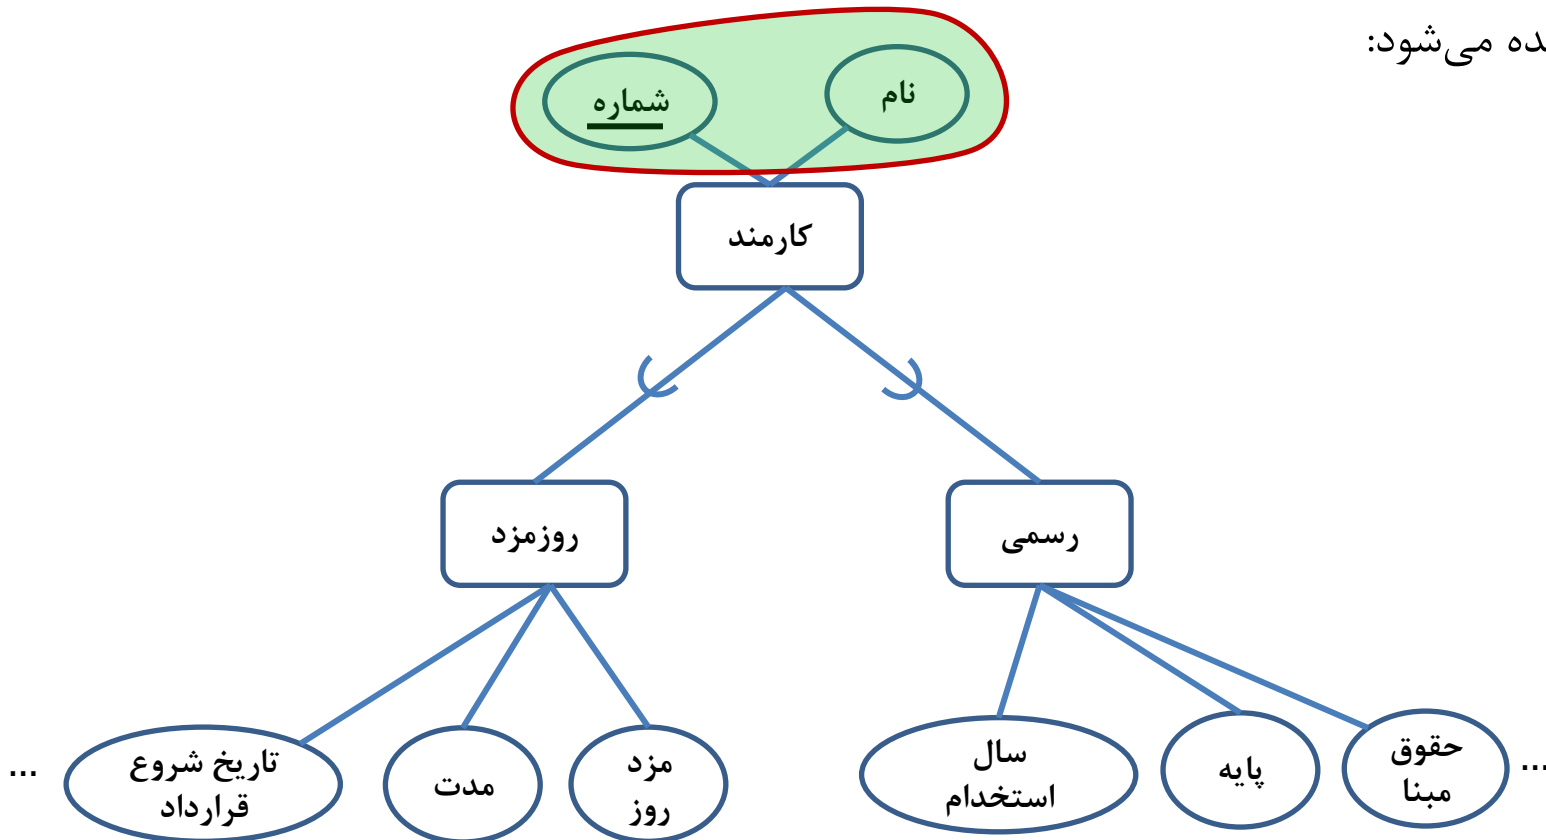 ده می‌شود:
نام
شماره
کارمند
رسمی
روزمزد
حقوق
مبنا
پایه
سال
استخدام
مزد
روز
مدت
تاریخ شروع
قرارداد
...
...